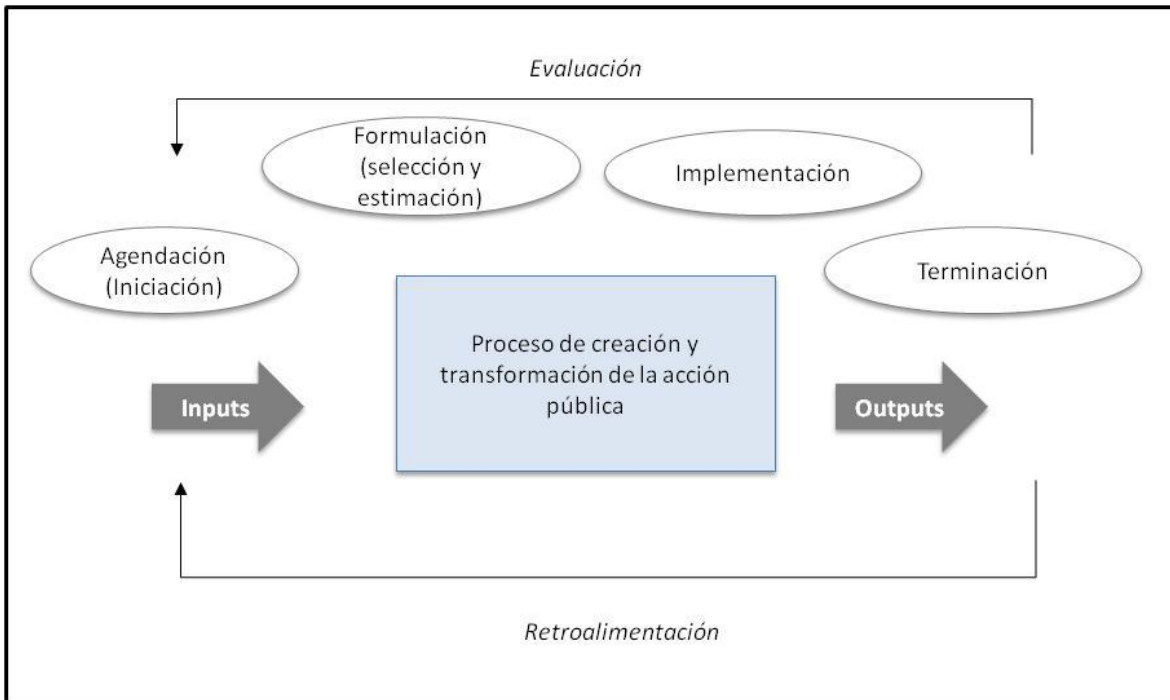 Evaluación
Formulación
(selección y
estimación)
Implementación
Agendación
(Iniciación)
Terminación
Proceso de creación y
transformación de la acción
pública
Inputs
Outputs
Retroalimentación